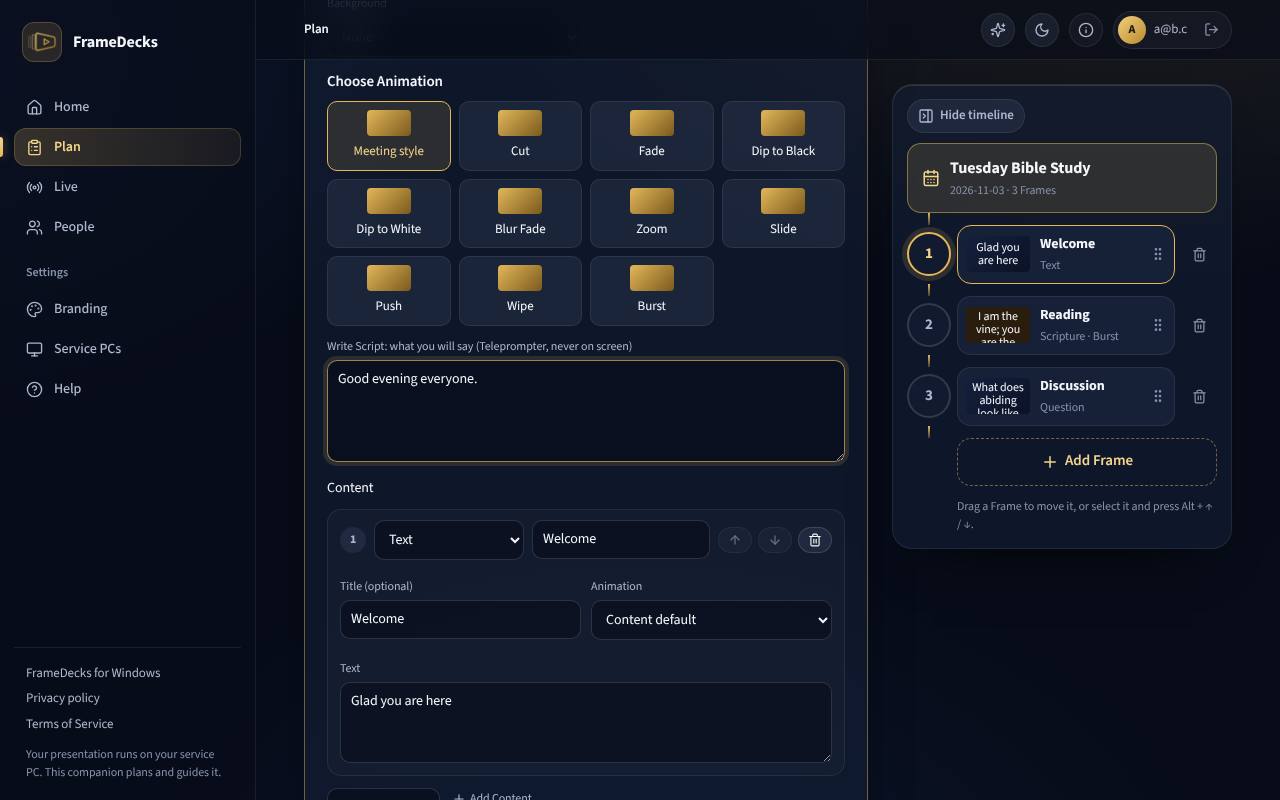 FrameDecks
Home
Plan
Live
People
Settings
Branding
Service PCs
Help
FrameDecks for Windows
Privacy policy
Terms of Service
Your presentation runs on your service
PC. This companion plans and guides it.
Background
Plan
A
a@b.c
Choose Animation
Meeting style
Cut
Fade
Dip to Black
Dip to White
Blur Fade
Zoom
Slide
Push
Wipe
Burst
Write Script: what you will say (Teleprompter, never on screen)
Good evening everyone.
Content
1
Text
Welcome
Title (optional)
Animation
Welcome
Content default
Text
Glad you are here
Add Content
Hide timeline
Tuesday Bible Study
2026-11-03 · 3 Frames
1
Glad you
are here
Welcome
Text
2
I am the
vine; you
are the
Reading
Scripture · Burst
3
What does
abiding
look like
Discussion
Question
Add Frame
Drag a Frame to move it, or select it and press Alt + ↑
/ ↓.